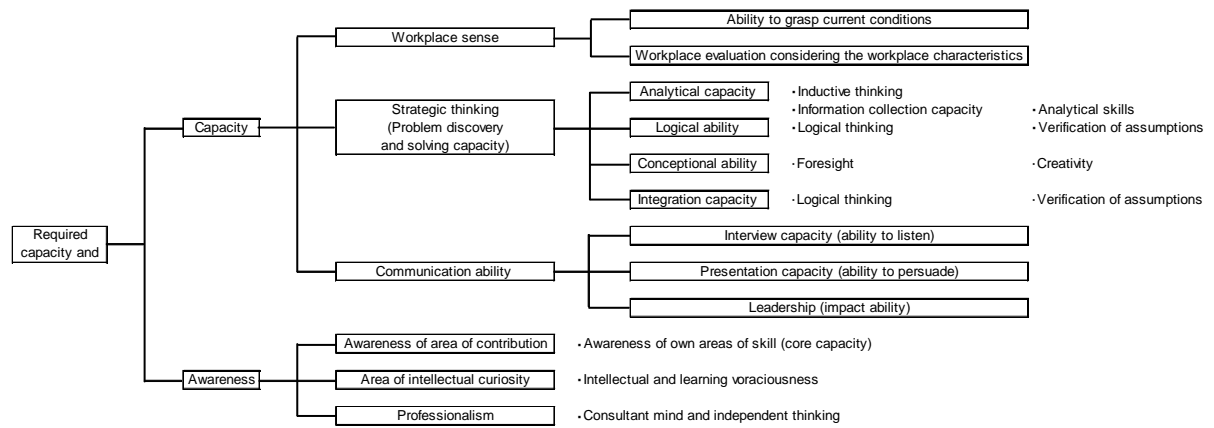 Ability to grasp current conditions
Workplace sense
Workplace evaluation considering the workplace characteristics
Analytical capacity
・Inductive thinking
Strategic thinking
(Problem discovery
and solving capacity)
・Information collection capacity
・Analytical skills
Capacity
Logical ability
・Logical thinking
・Verification of assumptions
Conceptional ability
・Foresight
・Creativity
Integration capacity
・Logical thinking
・Verification of assumptions
Required
capacity and
Interview capacity (ability to listen)
Communication ability
Presentation capacity (ability to persuade)
Leadership (impact ability)
Awareness of area of contribution
・Awareness of own areas of skill (core capacity)
Awareness
Area of intellectual curiosity
・Intellectual and learning voraciousness
Professionalism
・Consultant mind and independent thinking